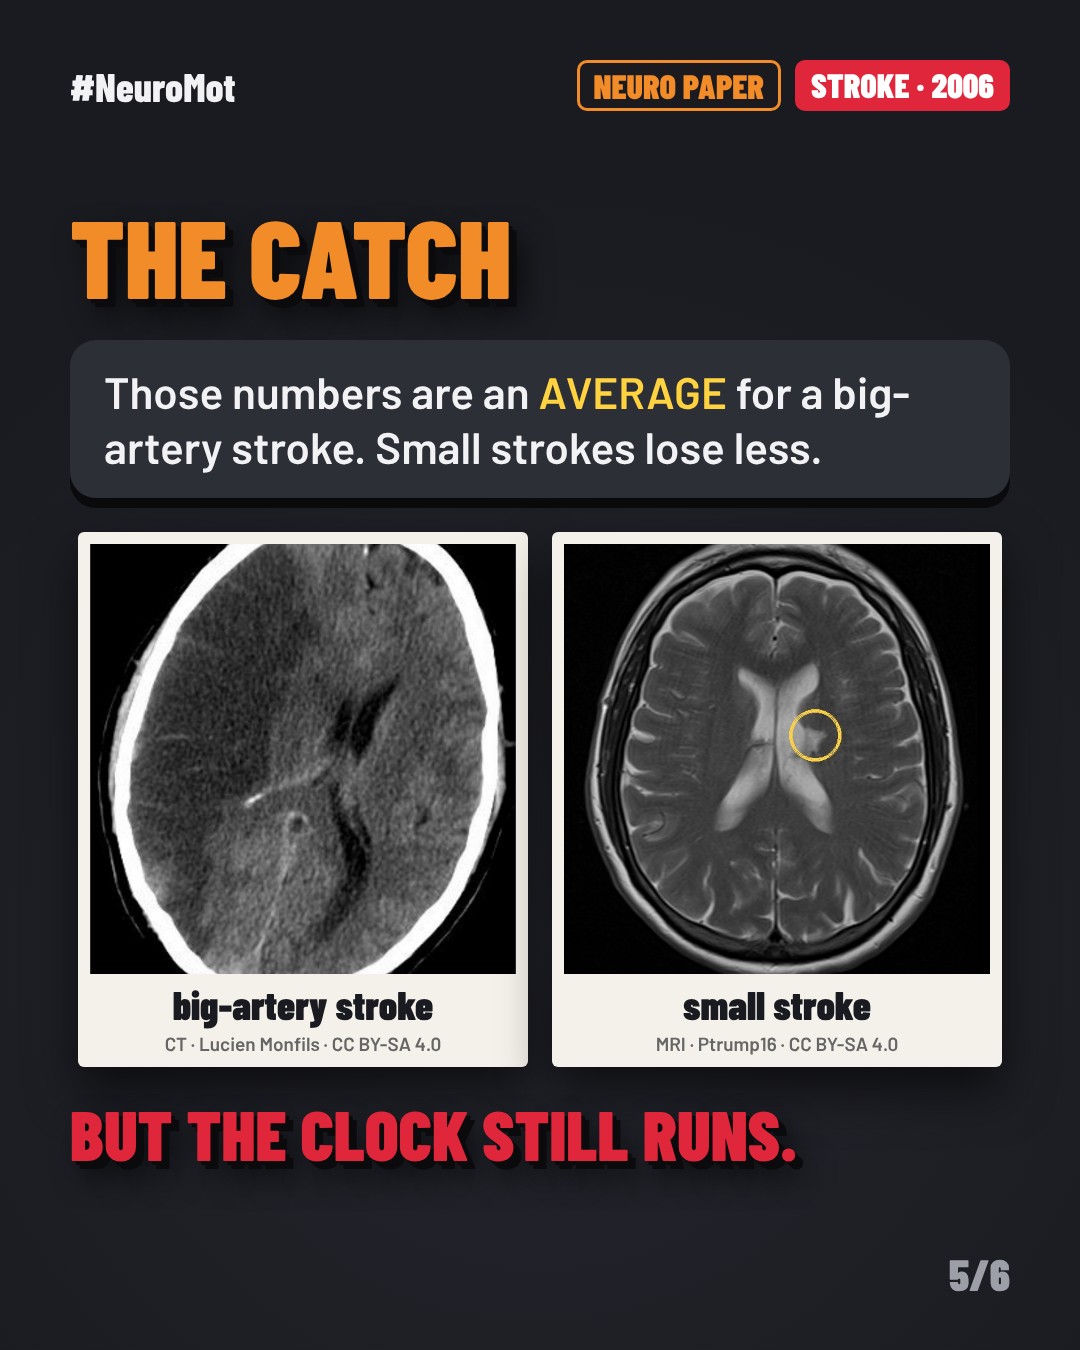 #NeuroMot
NEURO PAPER
STROKE · 2006
THE CATCH
Those numbers are an AVERAGE for a big-
artery stroke. Small strokes lose less.
big-artery stroke
CT · Lucien Monfils · CC BY-SA 4.0
small stroke
MRI · Ptrump16 · CC BY-SA 4.0
BUT THE CLOCK STILL RUNS.
5/6